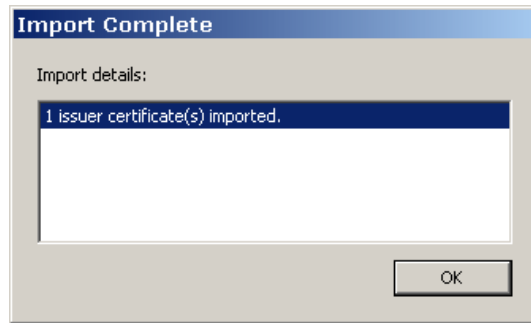 Import Complete
Import details:
1 issuer certificate(s) imported.
OK